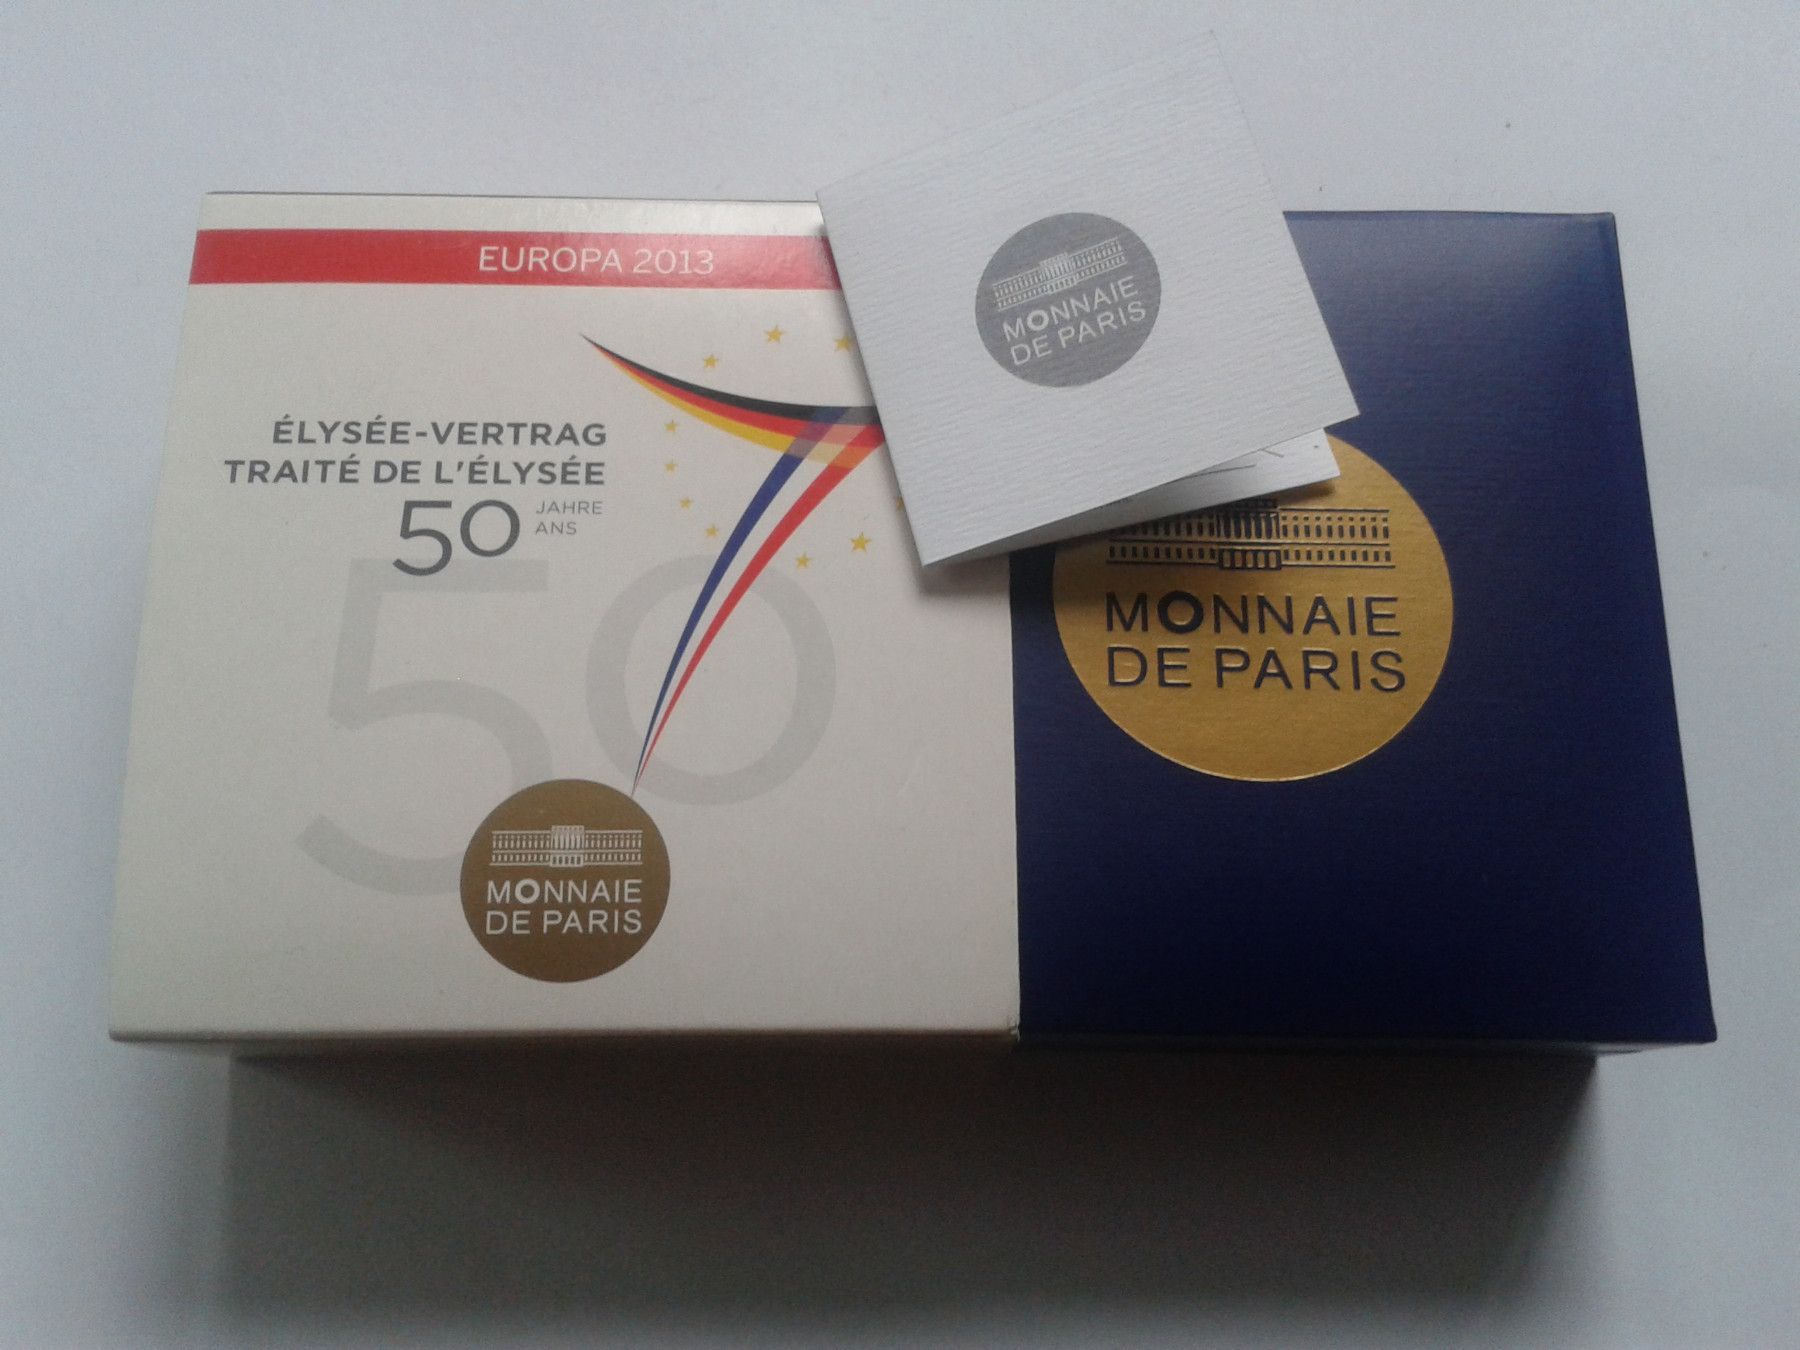 EUROPA 2013
ÉLYSÉE-VERTRAG
TRAITÉ DE L'ÉLYSÉE
50 JAHRE
ANS
50
MONNAIE
DE PARIS
MONNAIE
DE PARIS
MONNAIE
DE PARIS